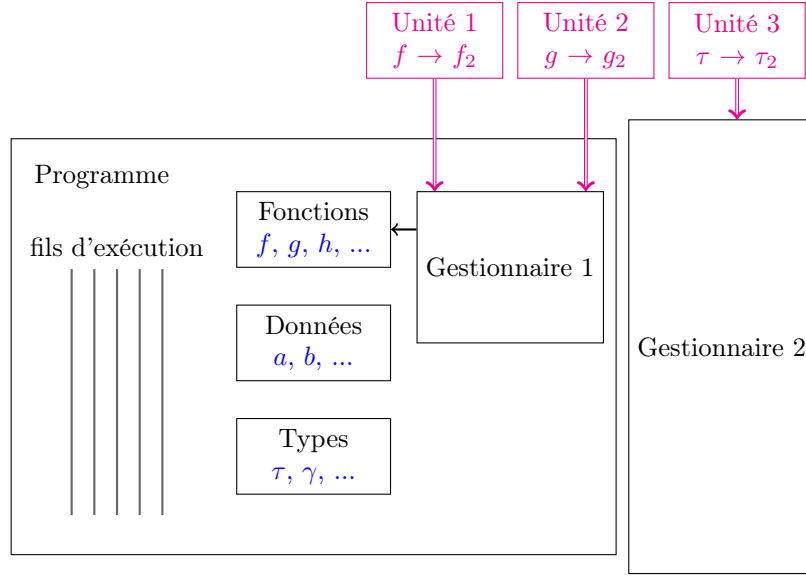 Unité 1
f → f₂
Unité 2
g → g₂
Unité 3
τ → τ₂
Programme
fils d'exécution
Fonctions
f, g, h, ...
Données
a, b, ...
Types
τ, γ, ...
Gestionnaire 1
Gestionnaire 2